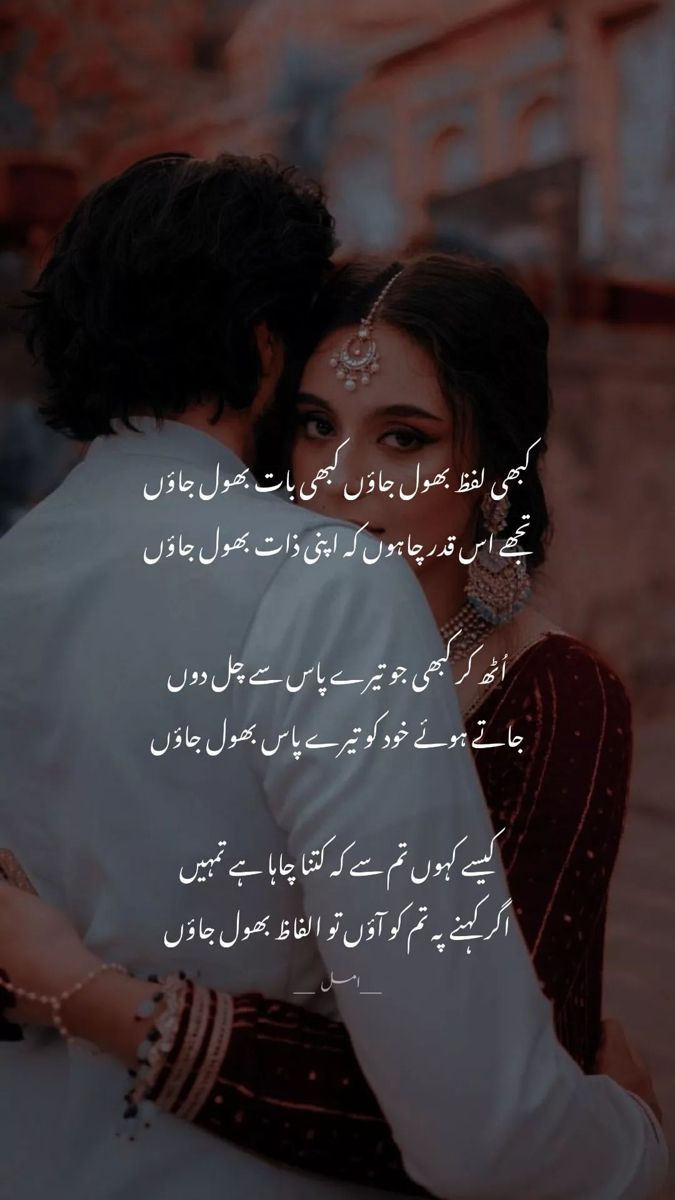 کبھی لفظ بھول جاؤں کبھی بات بھول جاؤں
تجھے اس قدر چاہوں کہ اپنی ذات بھول جاؤں
اُٹھ کر کبھی جو تیرے پاس سے چل دوں
جاتے ہوئے خود کو تیرے پاس بھول جاؤں
کیسے کہوں تم سے کہ کتنا چاہا ہے تمہیں
اگر کہنے پہ تم کو آؤں تو الفاظ بھول جاؤں
__امل __